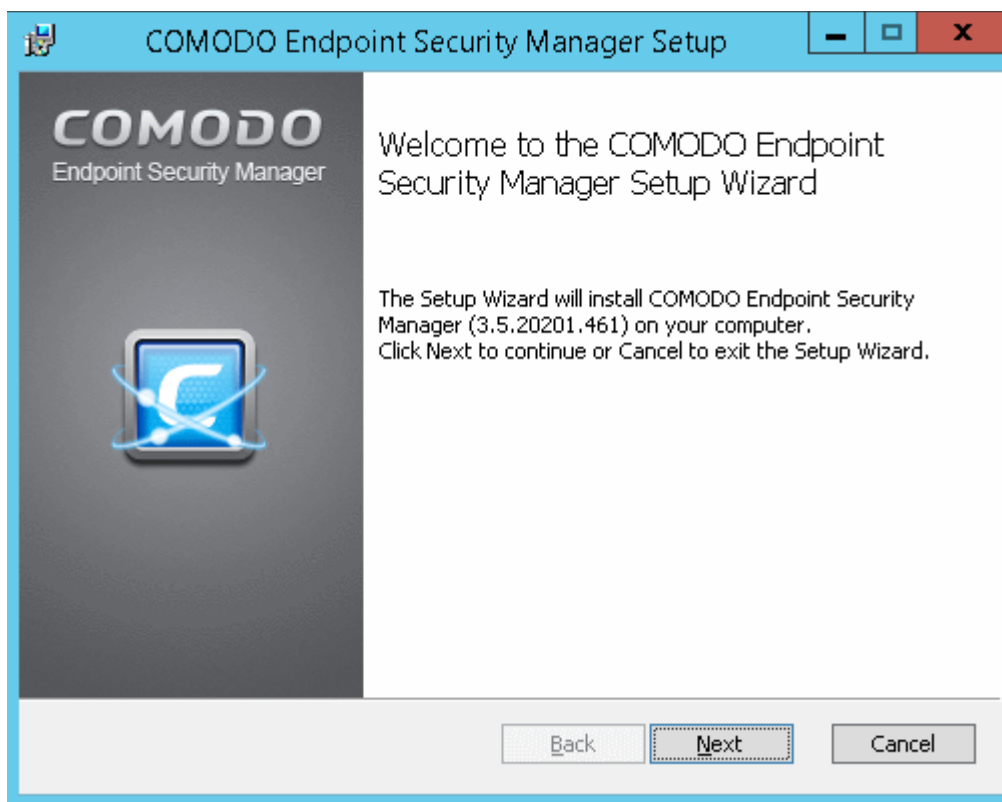 COMODO Endpoint Security Manager Setup
COMODO
Endpoint Security Manager
Welcome to the COMODO Endpoint
Security Manager Setup Wizard
The Setup Wizard will install COMODO Endpoint Security
Manager (3.5.20201.461) on your computer.
Click Next to continue or Cancel to exit the Setup Wizard.
Back Next Cancel